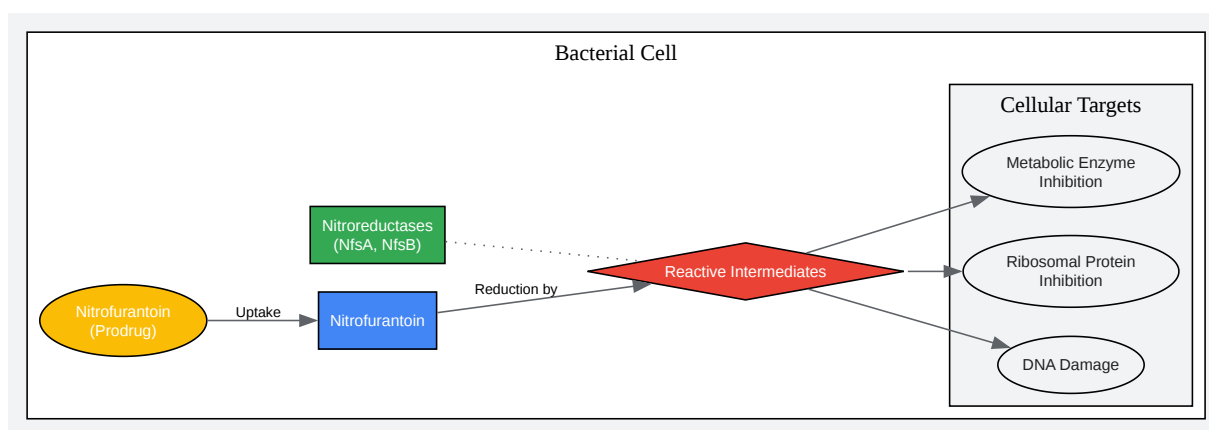 Bacterial Cell
Cellular Targets
Metabolic Enzyme
Inhibition
Nitroreductases
(NfsA, NfsB)
Reactive Intermediates
Ribosomal Protein
Inhibition
Nitrofurantoin
(Prodrug)
Uptake
Nitrofurantoin
Reduction by
DNA Damage